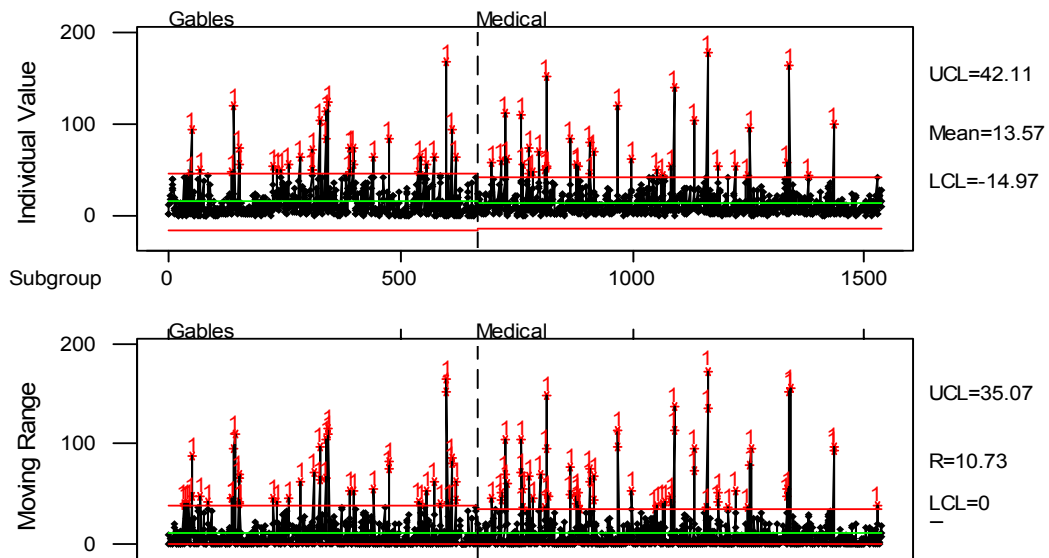 Gables Medical
200
100
0
Individual Value
UCL=42.11
Mean=13.57
LCL=-14.97
Subgroup 0 500 1000 1500
Gables Medical
200
100
0
Moving Range
UCL=35.07
R=10.73
LCL=0